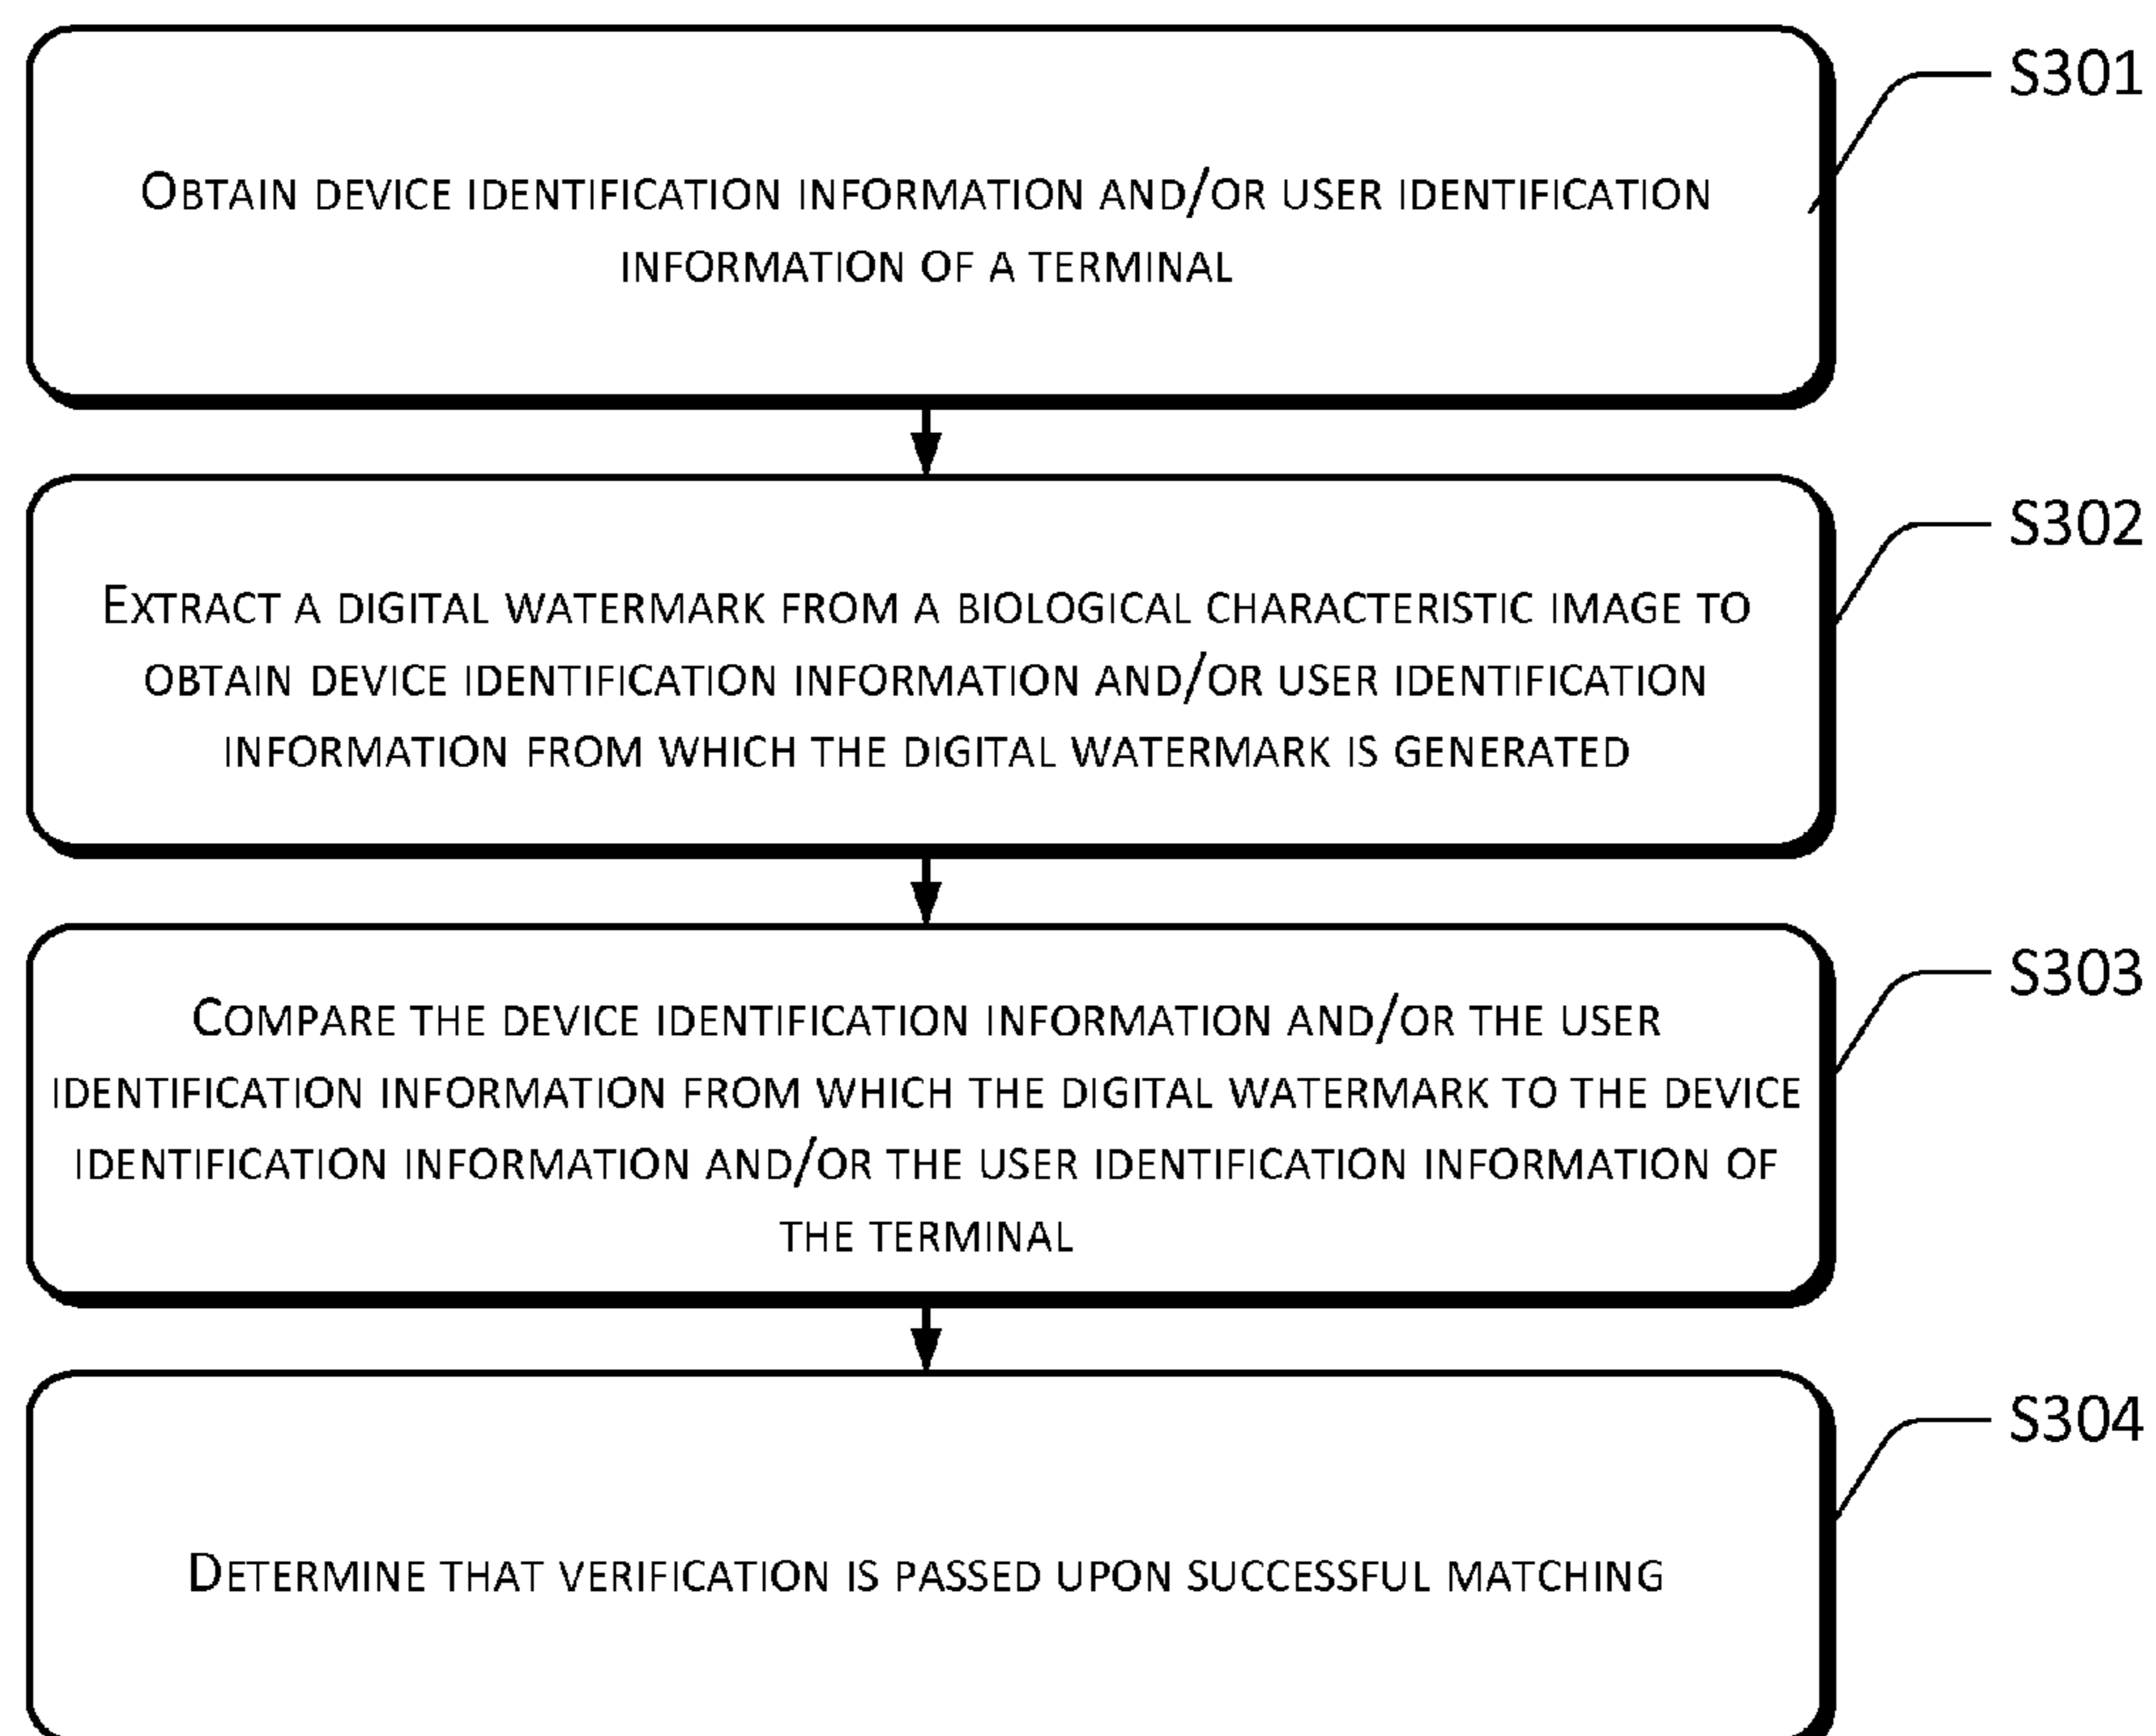 S301
OBTAIN DEVICE IDENTIFICATION INFORMATION AND/OR USER IDENTIFICATION
INFORMATION OF A TERMINAL
S302
EXTRACT A DIGITAL WATERMARK FROM A BIOLOGICAL CHARACTERISTIC IMAGE TO
OBTAIN DEVICE IDENTIFICATION INFORMATION AND/OR USER IDENTIFICATION
INFORMATION FROM WHICH THE DIGITAL WATERMARK IS GENERATED
S303
COMPARE THE DEVICE IDENTIFICATION INFORMATION AND/OR THE USER
IDENTIFICATION INFORMATION FROM WHICH THE DIGITAL WATERMARK TO THE DEVICE
IDENTIFICATION INFORMATION AND/OR THE USER IDENTIFICATION INFORMATION OF
THE TERMINAL
S304
DETERMINE THAT VERIFICATION IS PASSED UPON SUCCESSFUL MATCHING